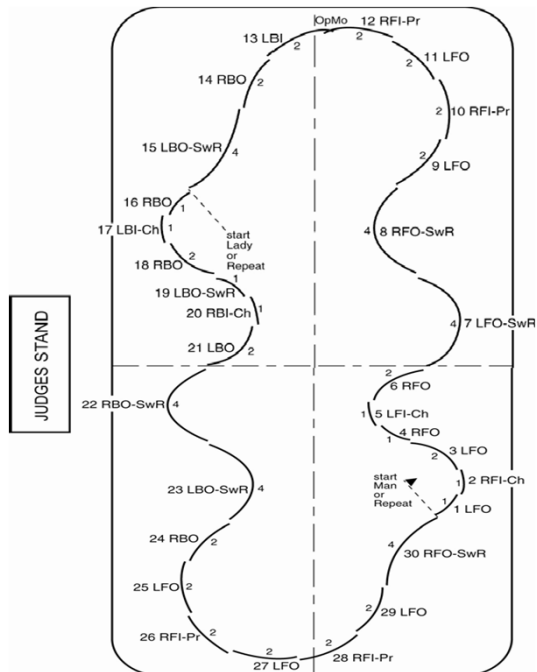 OpMo
12 RFI-Pr
2
13 LBI
2
11 LFO
2
14 RBO
2
10 RFI-Pr
2
15 LBO-SwR
4
9 LFO
2
16 RBO
1
17 LBI-Ch
1
start
Lady
or
Repeat
8 RFO-SwR
4
18 RBO
2
19 LBO-SwR
1
20 RBI-Ch
1
7 LFO-SwR
4
21 LBO
2
JUDGES STAND
6 RFO
2
22 RBO-SwR
4
5 LFI-Ch
1
4 RFO
1
3 LFO
2
start
Man
or
Repeat
2 RFI-Ch
1
1 LFO
1
23 LBO-SwR
4
24 RBO
2
30 RFO-SwR
4
25 LFO
2
29 LFO
2
26 RFI-Pr
2
27 LFO
2
28 RFI-Pr
2